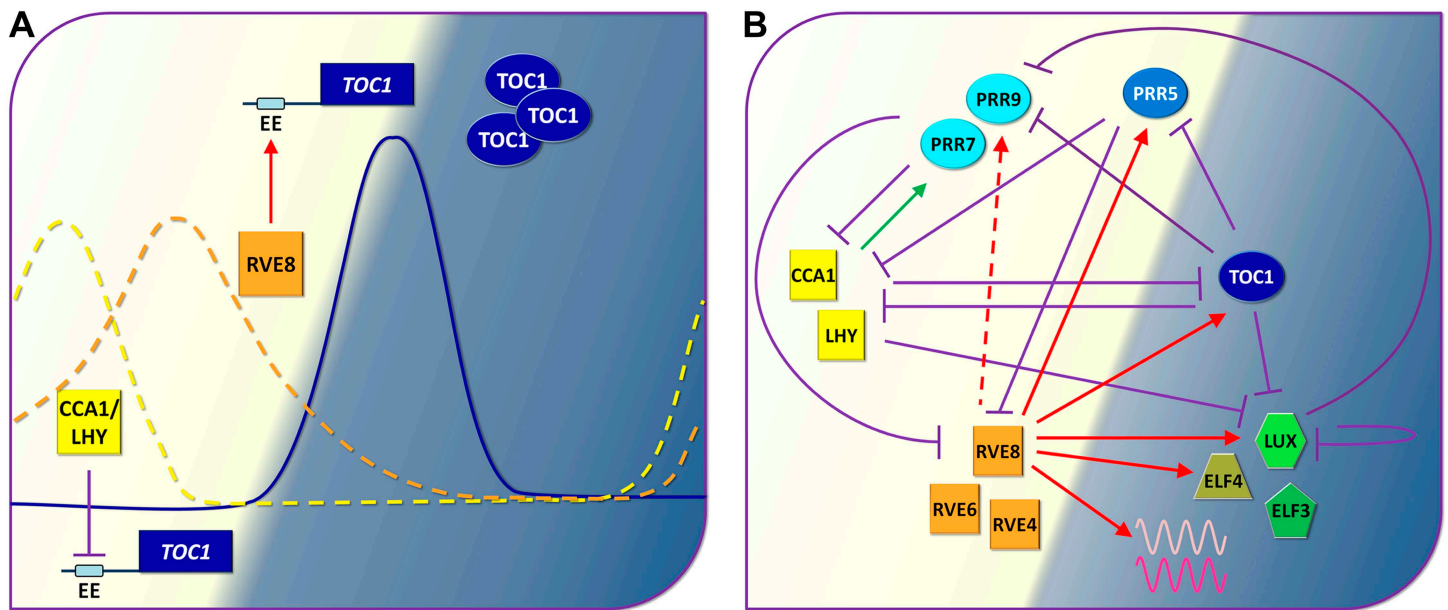 A
TOC1
EE
TOC1
TOC1
TOC1
RVE8
CCA1/
LHY
TOC1
EE
B
PRR9
PRR5
PRR7
CCA1
TOC1
LHY
RVE8
LUX
ELF4
RVE6
RVE4
ELF3